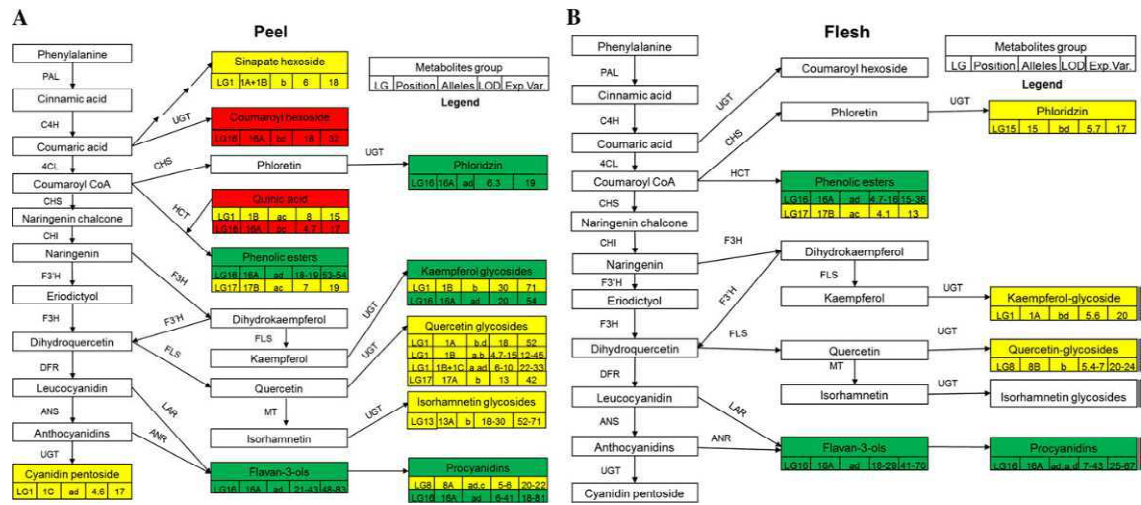 A
Peel
Phenylalanine
PAL
Cinnamic acid
C4H
Coumaric acid
4CL
Coumaroyl CoA
CHS
Naringenin chalcone
CHI
Naringenin
F3'H
Eriodictyol
F3H
Dihydroquercetin
DFR
Leucocyanidin
ANS
Anthocyanidins
UGT
Cyanidin pentoside
LG1 1C ad 4.6 17
Sinapate hexoside
LG1 1A+1B b 6 18
UGT
Coumaroyl hexoside
LG16 16A bc 18 52
CHS
Phloretin
UGT
Phloridzin
LG16 16A ad 6.3 19
HCT
Quinic acid
LG1 1B ac 8 15
LG16 16A bc 4.7 17
Phenolic esters
LG16 16A ad 18-19 53-54
LG17 17B ac 7 19
F3H
F3'H
Dihydrokaempferol
FLS
Kaempferol
UGT
Kaempferol glycosides
LG1 1B b 30 71
LG16 16A ad 20 54
FLS
Quercetin
UGT
Quercetin glycosides
LG1 1A b.d 18 52
LG1 1B a.b 4.7-15 12-45
LG1 1B+1C a.ad 6-10 22-33
LG17 17A b 13 42
MT
Isorhamnetin
UGT
Isorhamnetin glycosides
LG13 13A b 18-30 52-71
LAR
ANR
Flavan-3-ols
LG16 16A ad 21-43 48-83
Procyanidins
LG8 8A ad.c 5-6 20-22
LG16 16A ad 6-41 18-81
Metabolites group
LG Position Alleles LOD Exp.Var.
Legend
B
Flesh
Phenylalanine
PAL
Cinnamic acid
C4H
Coumaric acid
4CL
Coumaroyl CoA
CHS
Naringenin chalcone
CHI
Naringenin
F3'H
Eriodictyol
F3H
Dihydroquercetin
DFR
Leucocyanidin
ANS
Anthocyanidins
UGT
Cyanidin pentoside
UGT
Coumaroyl hexoside
CHS
Phloretin
UGT
Phloridzin
LG15 15 bd 5.7 17
HCT
Phenolic esters
LG16 16A ad 4.7-16 15-36
LG17 17B ac 4.1 13
F3H
F3'H
Dihydrokaempferol
FLS
Kaempferol
UGT
Kaempferol-glycoside
LG1 1A bd 5.6 20
FLS
Quercetin
UGT
Quercetin-glycosides
LG8 8B b 5.4-7 20-24
MT
Isorhamnetin
UGT
Isorhamnetin glycosides
LAR
ANR
Flavan-3-ols
ad 18-29 41-70
Procyanidins
LG16 16A ad.a.d 7-43 25-67
Metabolites group
LG Position Alleles LOD Exp.Var.
Legend